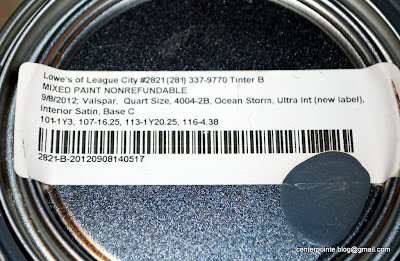 Lowe's of League City #2821(281) 337-9770 Tinter B
MIXED PAINT NONREFUNDABLE
9/8/2012; Valspar, Quart Size, 4004-2B, Ocean Storm, Ultra Int (new label),
Interior Satin, Base C
101-1Y3, 107-16.25, 113-1Y20.25, 116-4.38
2821-B-20120908140517
centerpointe.blog@gmail.com